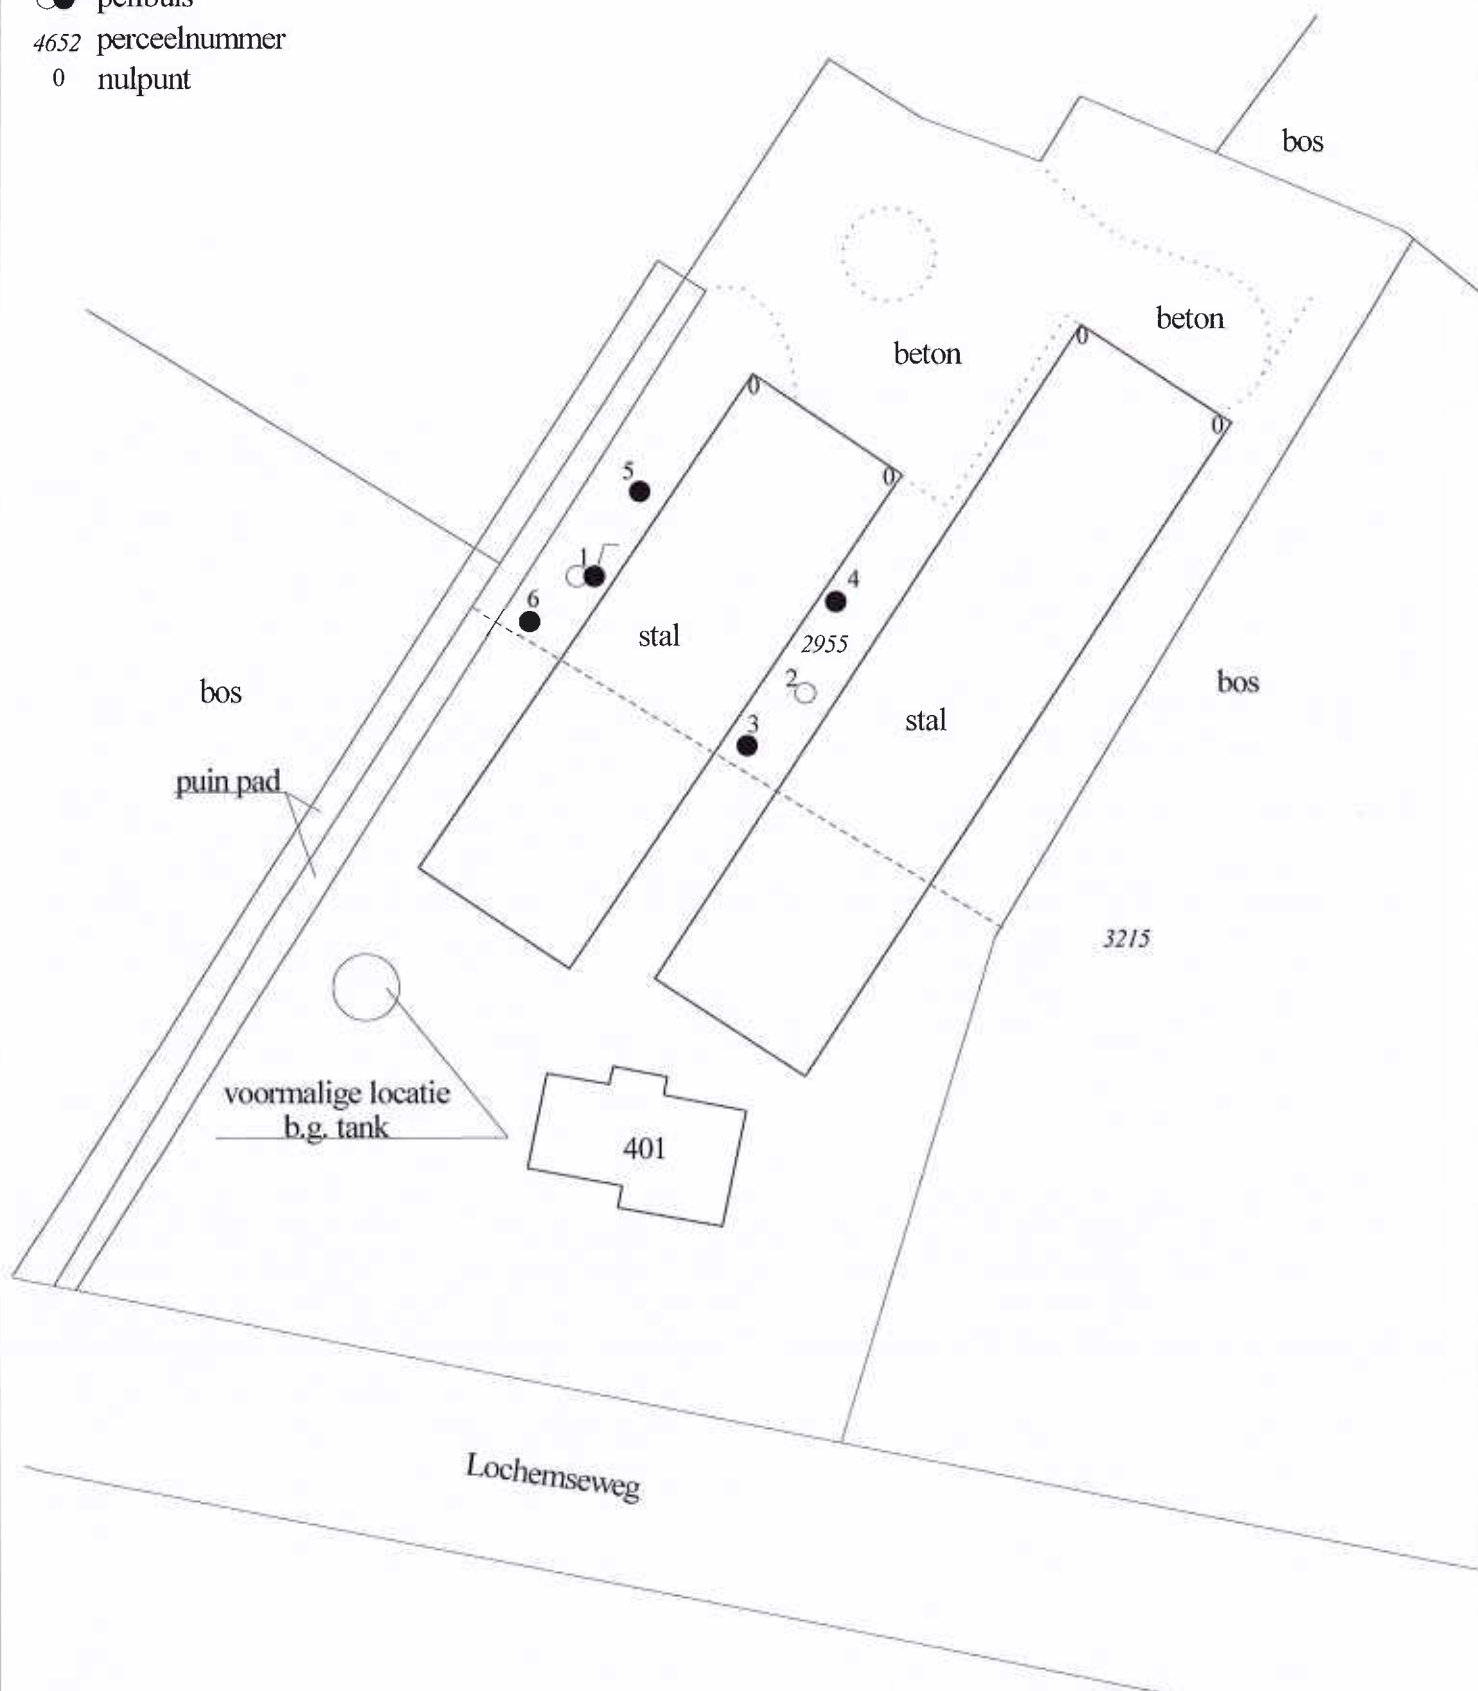 peilbuis
4652 perceelnummer
0 nulpunt
bos
beton
beton
0
0
0
0
5
1
6
4
stal
2955
2
3
stal
bos
bos
puin pad
3215
voormalige locatie
b.g. tank
401
Lochemseweg